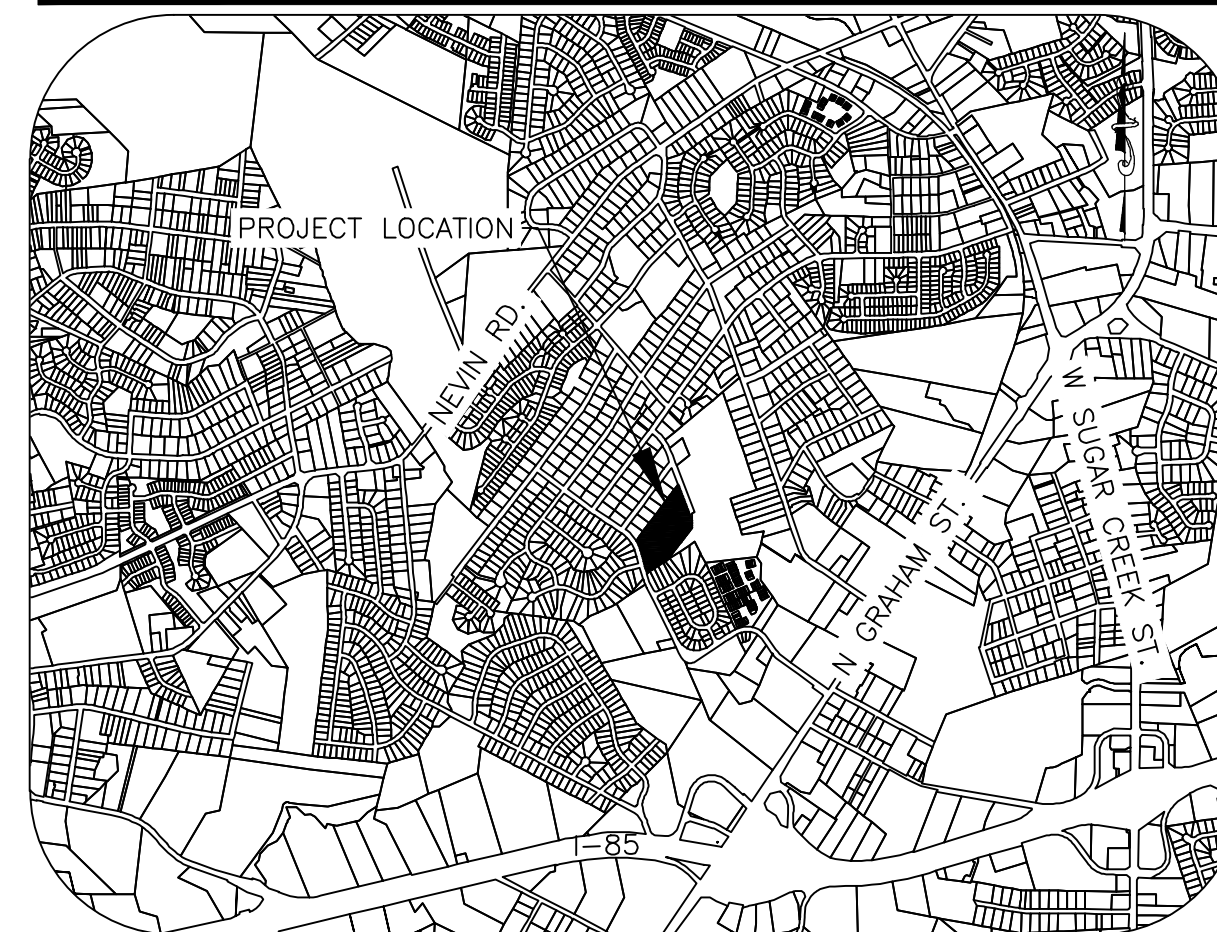 PROJECT LOCATION
NEVIN RD.
W SUGAR CREEK ST.
N GRAHAM ST.
I-85